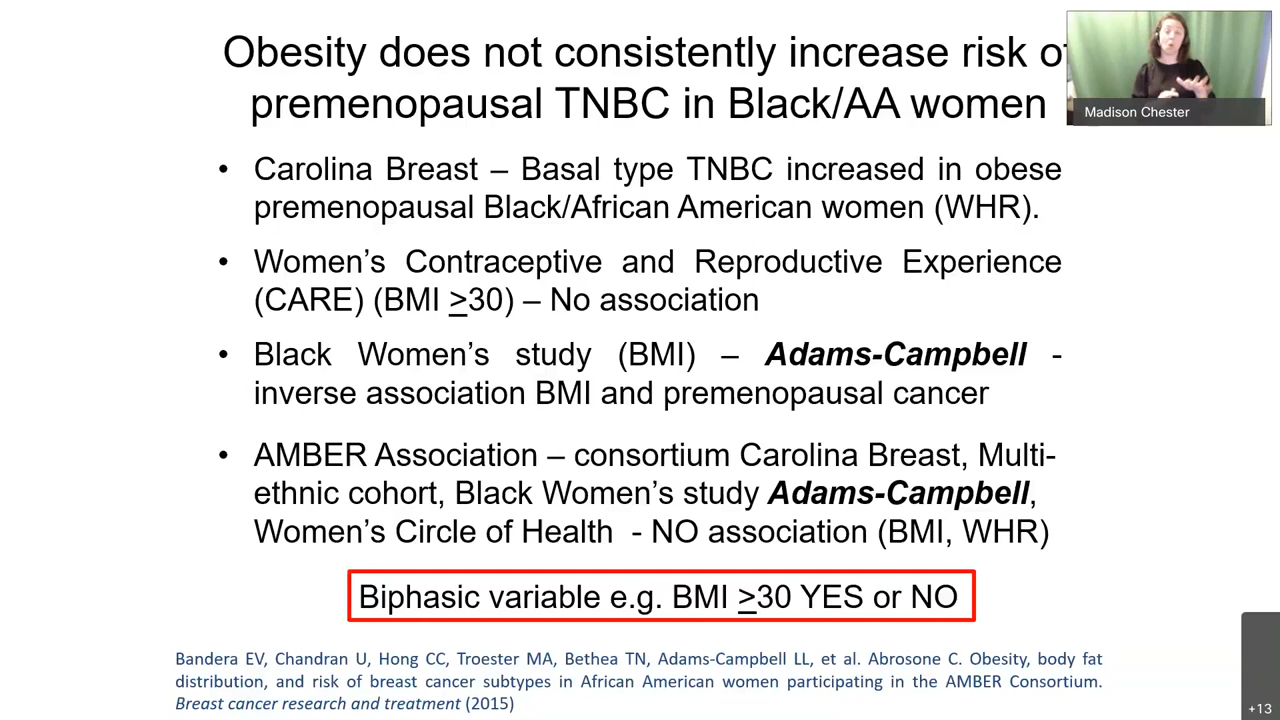 Obesity does not consistently increase risk of
premenopausal TNBC in Black/AA women
Madison Chester
• Carolina Breast – Basal type TNBC increased in obese
premenopausal Black/African American women (WHR).
• Women’s Contraceptive and Reproductive Experience
(CARE) (BMI >30) – No association
• Black Women’s study (BMI) – Adams-Campbell -
inverse association BMI and premenopausal cancer
• AMBER Association – consortium Carolina Breast, Multi-
ethnic cohort, Black Women’s study Adams-Campbell,
Women’s Circle of Health - NO association (BMI, WHR)
Biphasic variable e.g. BMI >30 YES or NO
Bandera EV, Chandran U, Hong CC, Troester MA, Bethea TN, Adams-Campbell LL, et al. Abrosone C. Obesity, body fat
distribution, and risk of breast cancer subtypes in African American women participating in the AMBER Consortium.
Breast cancer research and treatment (2015)
+13